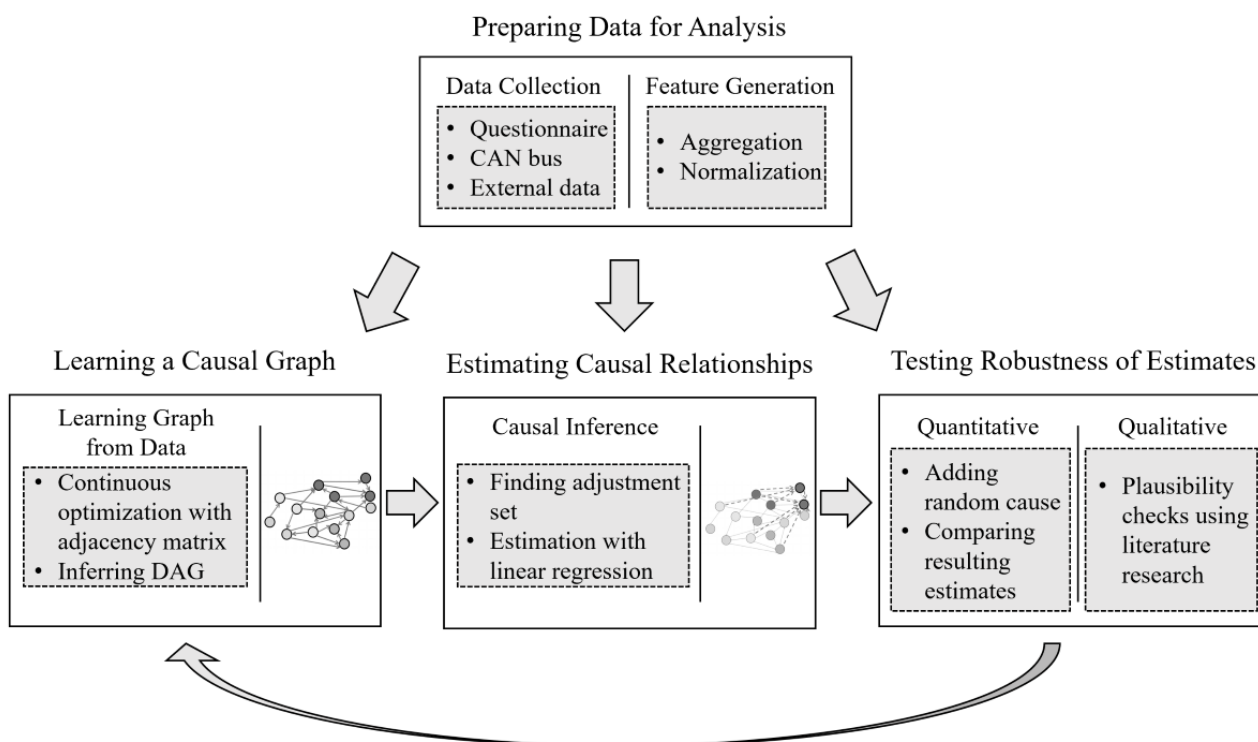 Preparing Data for Analysis
Data Collection
• Questionnaire
• CAN bus
• External data
Feature Generation
• Aggregation
• Normalization
Learning a Causal Graph
Learning Graph
from Data
• Continuous
optimization with
adjacency matrix
• Inferring DAG
Estimating Causal Relationships
Causal Inference
• Finding adjustment
set
• Estimation with
linear regression
Testing Robustness of Estimates
Quantitative
• Adding
random cause
• Comparing
resulting
estimates
Qualitative
• Plausibility
checks using
literature
research